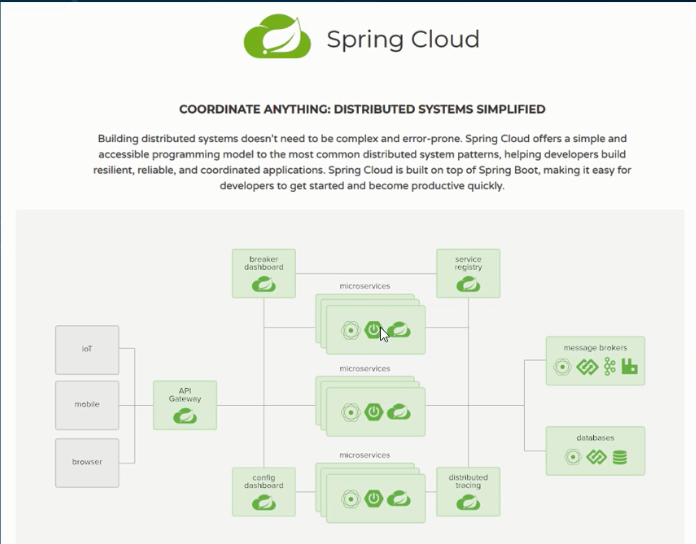 Spring Cloud
COORDINATE ANYTHING: DISTRIBUTED SYSTEMS SIMPLIFIED
Building distributed systems doesn't need to be complex and error-prone. Spring Cloud offers a simple and
accessible programming model to the most common distributed system patterns, helping developers build
resilient, reliable, and coordinated applications. Spring Cloud is built on top of Spring Boot, making it easy for
developers to get started and become productive quickly.
breaker
dashboard
service
registry
microservices
IoT
message brokers
microservices
API
Gateway
mobile
databases
microservices
browser
config
dashboard
distributed
tracing